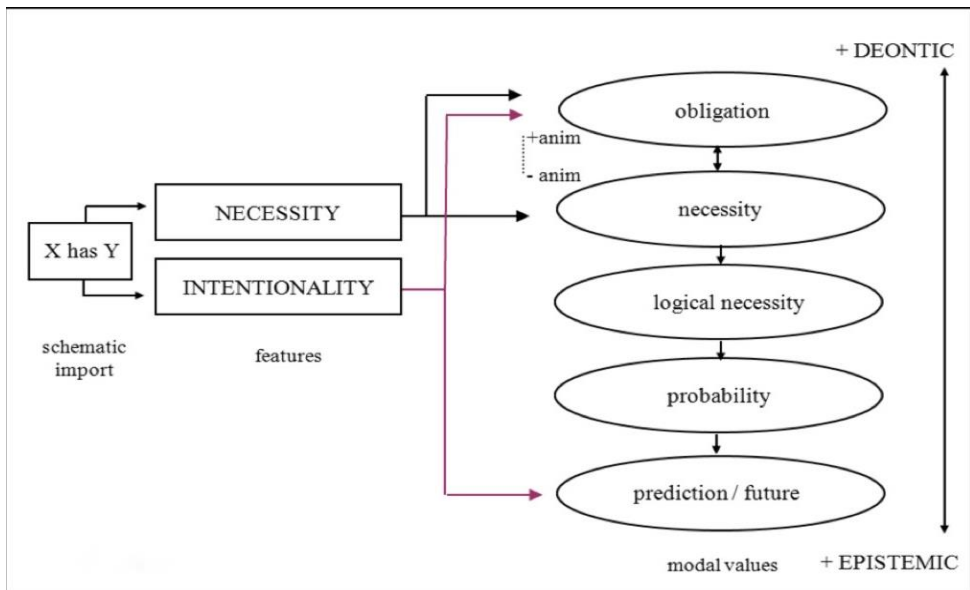 + DEONTIC
obligation
+anim
- anim
NECESSITY
necessity
X has Y
INTENTIONALITY
logical necessity
schematic
import
features
probability
prediction / future
modal values
+ EPISTEMIC